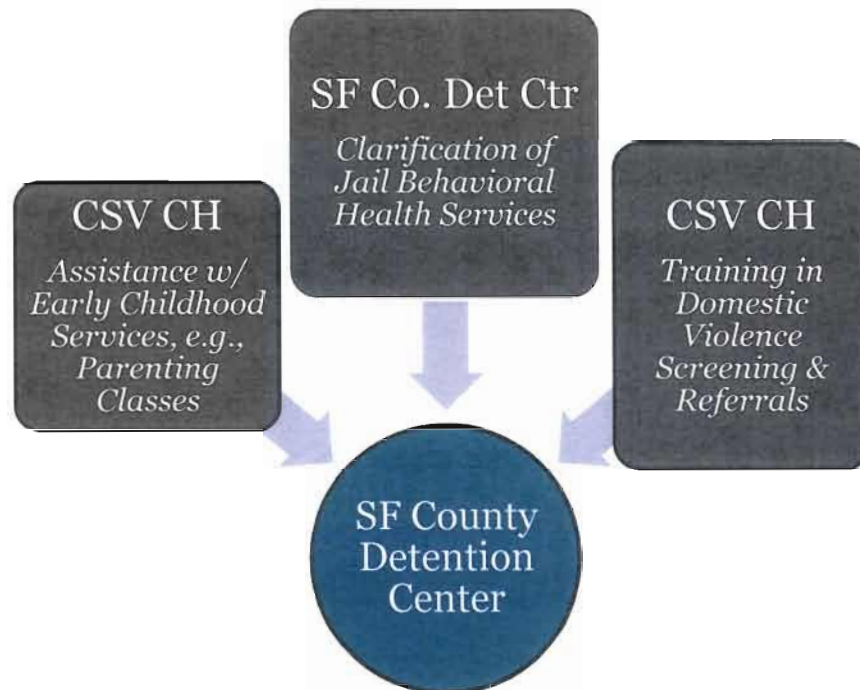 SF Co. Det Ctr
Clarification of
Jail Behavioral
Health Services
CSV CH
Assistance w/
Early Childhood
Services, e.g.,
Parenting
Classes
CSV CH
Training in
Domestic
Violence
Screening &
Referrals
SF County
Detention
Center